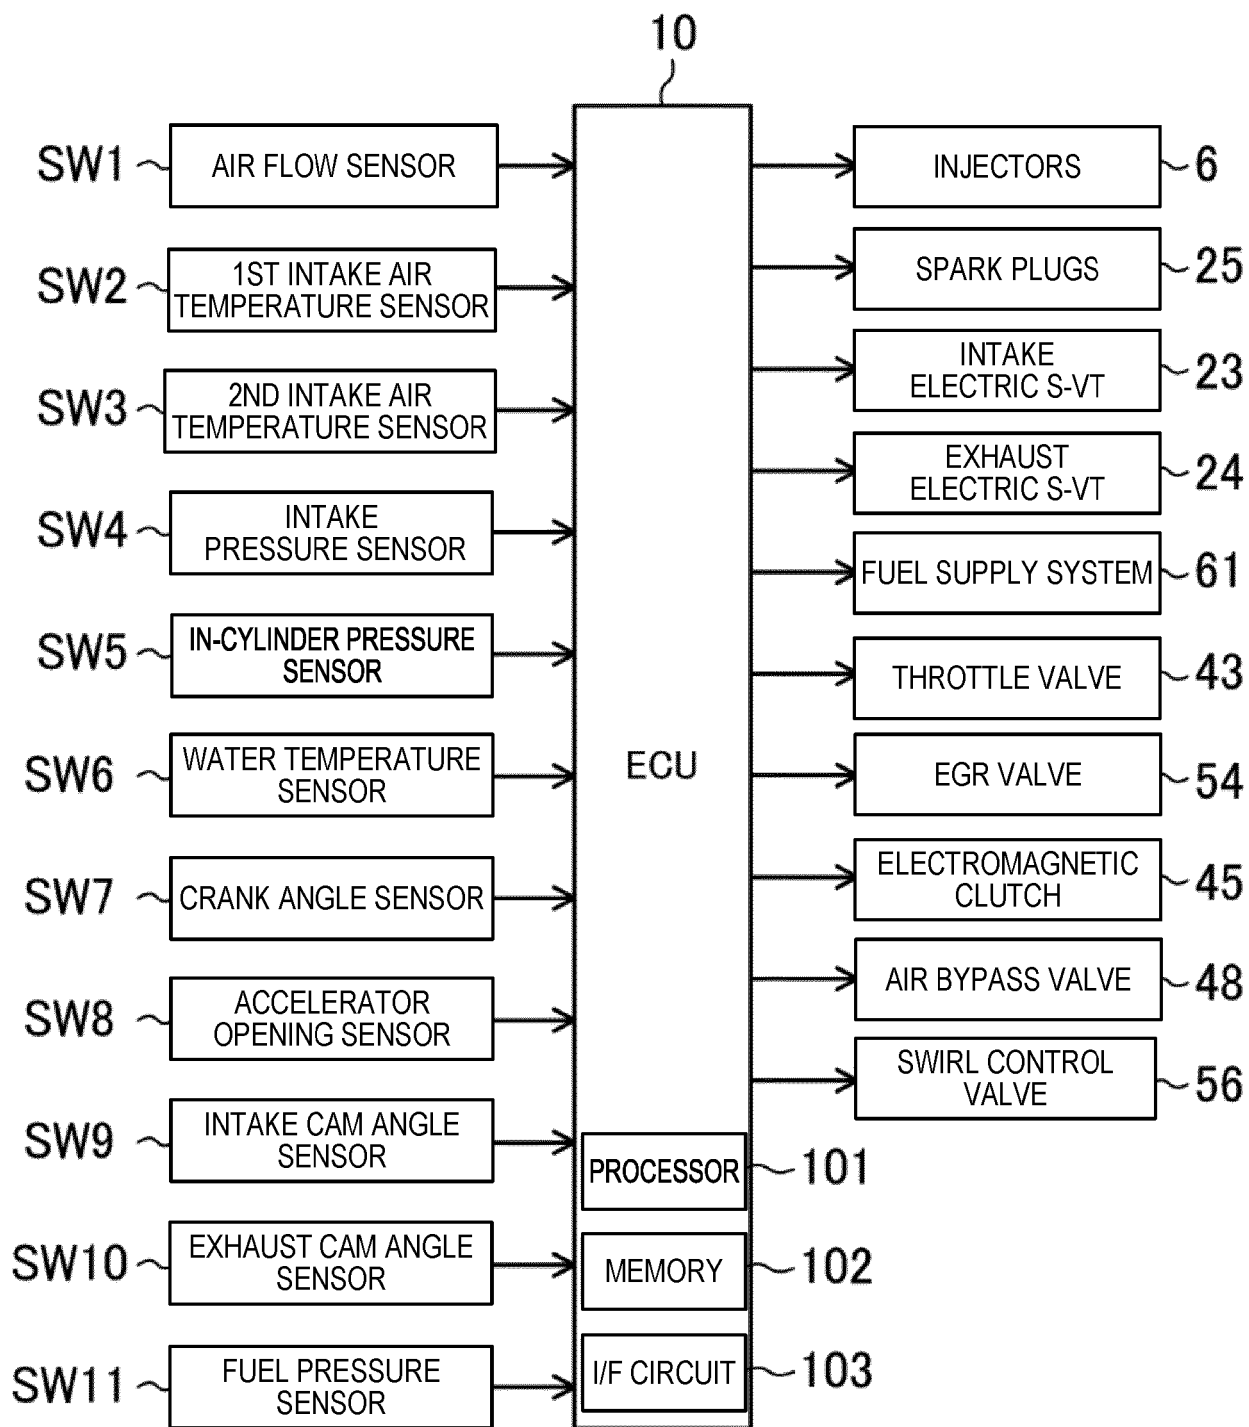 10
SW1
AIR FLOW SENSOR
SW2
1ST INTAKE AIR
TEMPERATURE SENSOR
SW3
2ND INTAKE AIR
TEMPERATURE SENSOR
SW4
INTAKE
PRESSURE SENSOR
SW5
IN-CYLINDER PRESSURE
SENSOR
SW6
WATER TEMPERATURE
SENSOR
SW7
CRANK ANGLE SENSOR
SW8
ACCELERATOR
OPENING SENSOR
SW9
INTAKE CAM ANGLE
SENSOR
SW10
EXHAUST CAM ANGLE
SENSOR
SW11
FUEL PRESSURE
SENSOR
ECU
PROCESSOR
101
MEMORY
102
I/F CIRCUIT
103
INJECTORS
6
SPARK PLUGS
25
INTAKE
ELECTRIC S-VT
23
EXHAUST
ELECTRIC S-VT
24
FUEL SUPPLY SYSTEM
61
THROTTLE VALVE
43
EGR VALVE
54
ELECTROMAGNETIC
CLUTCH
45
AIR BYPASS VALVE
48
SWIRL CONTROL
VALVE
56